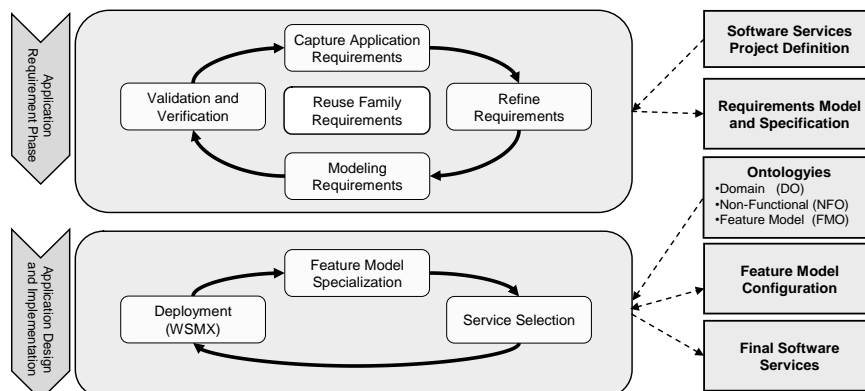 Application
Requirement Phase
Capture Application
Requirements
Validation and
Verification
Reuse Family
Requirements
Refine
Requirements
Modeling
Requirements
Software Services
Project Definition
Requirements Model
and Specification
Ontologyies
•Domain (DO)
•Non-Functional (NFO)
•Feature Model (FMO)
Application Design
and Implementation
Feature Model
Specialization
Deployment
(WSMX)
Service Selection
Feature Model
Configuration
Final Software
Services